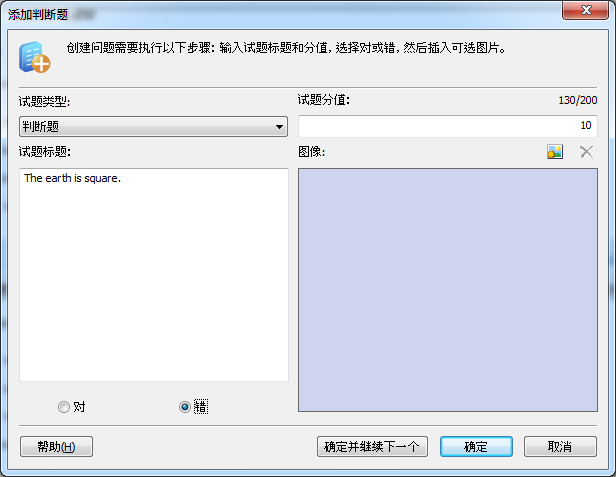 添加判断题
创建问题需要执行以下步骤: 输入试题标题和分值, 选择对或错, 然后插入可选图片。
试题类型:
试题分值:
130/200
判断题
10
试题标题:
图像:
The earth is square.
对
错
帮助(H)
确定并继续下一个
确定
取消